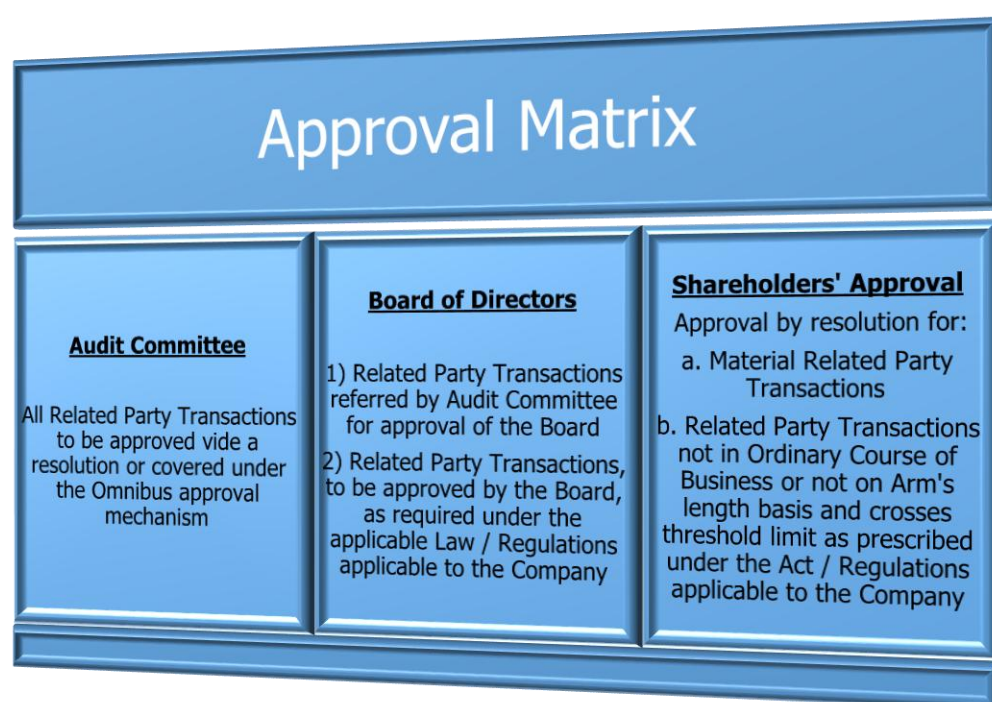 Approval Matrix
Audit Committee
All Related Party Transactions
to be approved vide a
resolution or covered under
the Omnibus approval
mechanism
Board of Directors
1) Related Party Transactions
referred by Audit Committee
for approval of the Board
2) Related Party Transactions,
to be approved by the Board,
as required under the
applicable Law / Regulations
applicable to the Company
Shareholders' Approval
Approval by resolution for:
a. Material Related Party
Transactions
b. Related Party Transactions
not in Ordinary Course of
Business or not on Arm's
length basis and crosses
threshold limit as prescribed
under the Act / Regulations
applicable to the Company